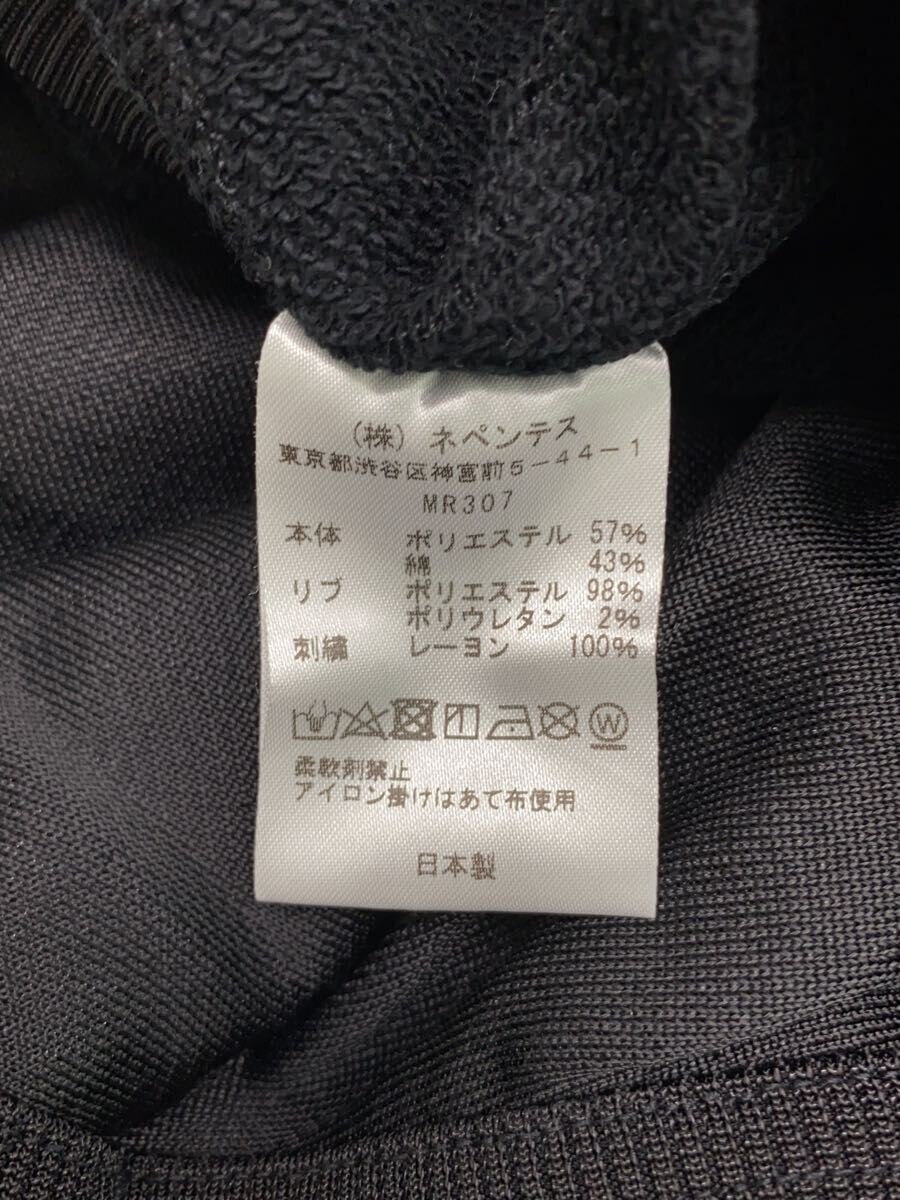 (株) ネペンテス
東京都渋谷区神宮前5-44-1
MR307
本体 ポリエステル 57%
綿 43%
リブ ポリエステル 98%
ポリウレタン 2%
刺繍 レーヨン 100%
W
柔軟剤禁止
アイロン掛けはあて布使用
日本製